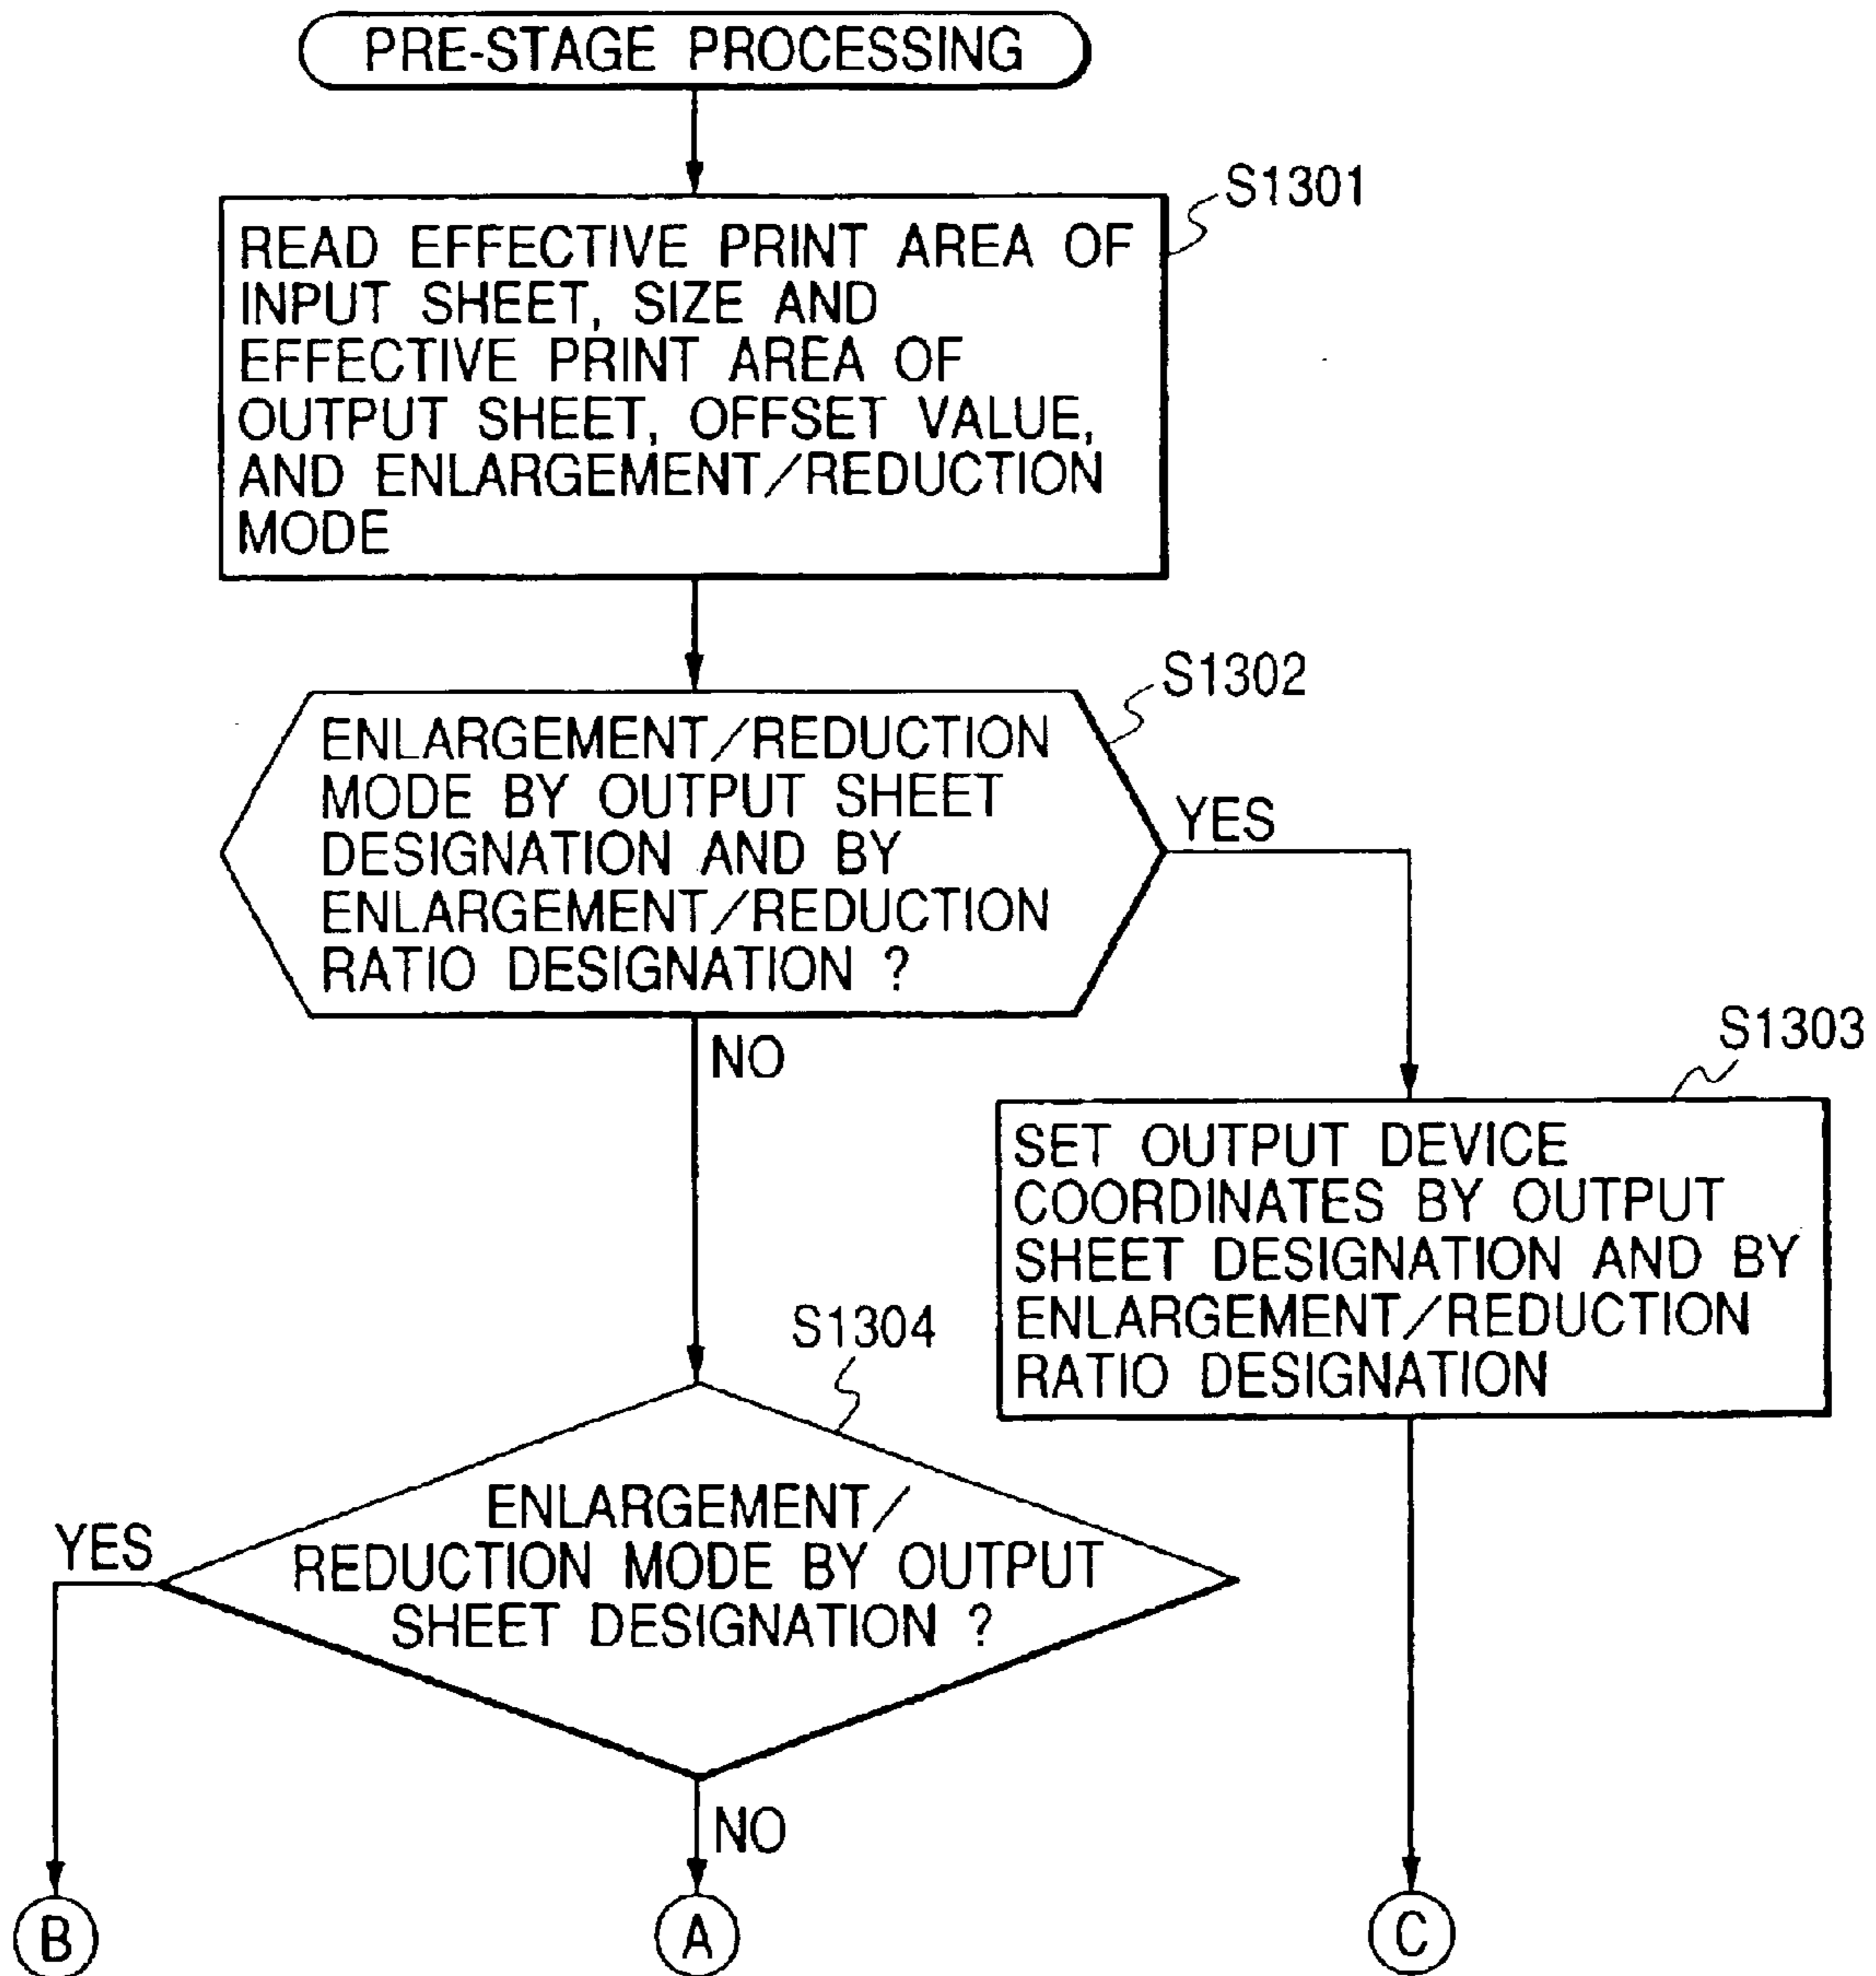 PRE-STAGE PROCESSING
S1301
READ EFFECTIVE PRINT AREA OF
INPUT SHEET, SIZE AND
EFFECTIVE PRINT AREA OF
OUTPUT SHEET, OFFSET VALUE,
AND ENLARGEMENT/REDUCTION
MODE
S1302
ENLARGEMENT/REDUCTION
MODE BY OUTPUT SHEET
DESIGNATION AND BY
ENLARGEMENT/REDUCTION
RATIO DESIGNATION ?
YES
NO
S1303
SET OUTPUT DEVICE
COORDINATES BY OUTPUT
SHEET DESIGNATION AND BY
ENLARGEMENT/REDUCTION
RATIO DESIGNATION
S1304
ENLARGEMENT/
REDUCTION MODE BY OUTPUT
SHEET DESIGNATION ?
YES
NO
B
A
C